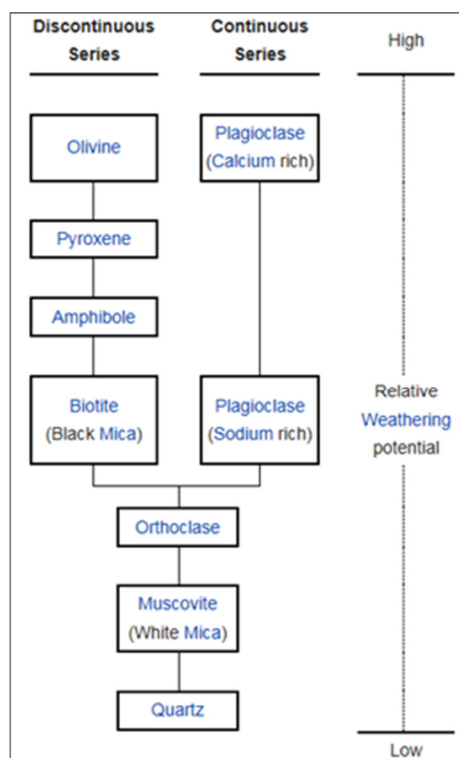 Discontinuous
Series
Continuous
Series
High
Olivine
Plagioclase
(Calcium rich)
Pyroxene
Amphibole
Biotite
(Black Mica)
Plagioclase
(Sodium rich)
Relative
Weathering
potential
Orthoclase
Muscovite
(White Mica)
Quartz
Low